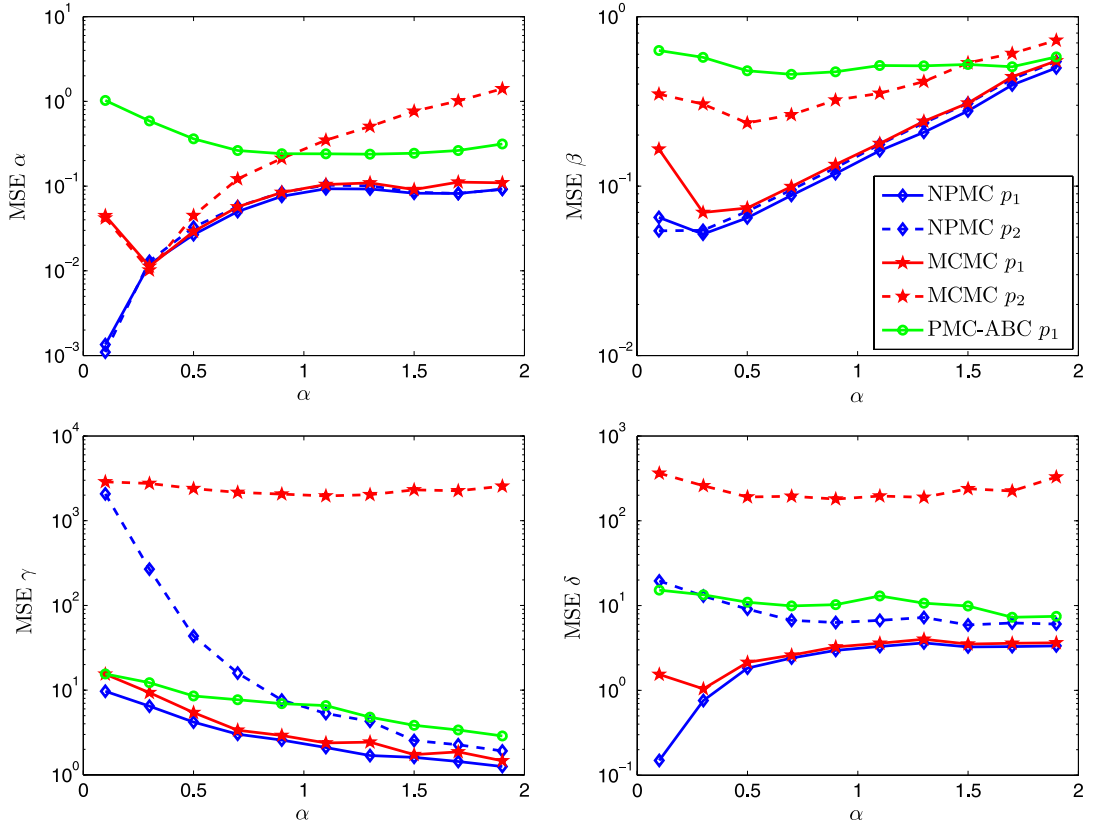 10^1
10^0
10^-1
10^-2
10^-3
MSE α
0 0.5 1 1.5 2
α
10^0
10^-1
10^-2
MSE β
0 0.5 1 1.5 2
α
NPMC p₁
NPMC p₂
MCMC p₁
MCMC p₂
PMC-ABC p₁
10^4
10^3
10^2
10^1
10^0
MSE γ
0 0.5 1 1.5 2
α
10^3
10^2
10^1
10^0
10^-1
MSE δ
0 0.5 1 1.5 2
α